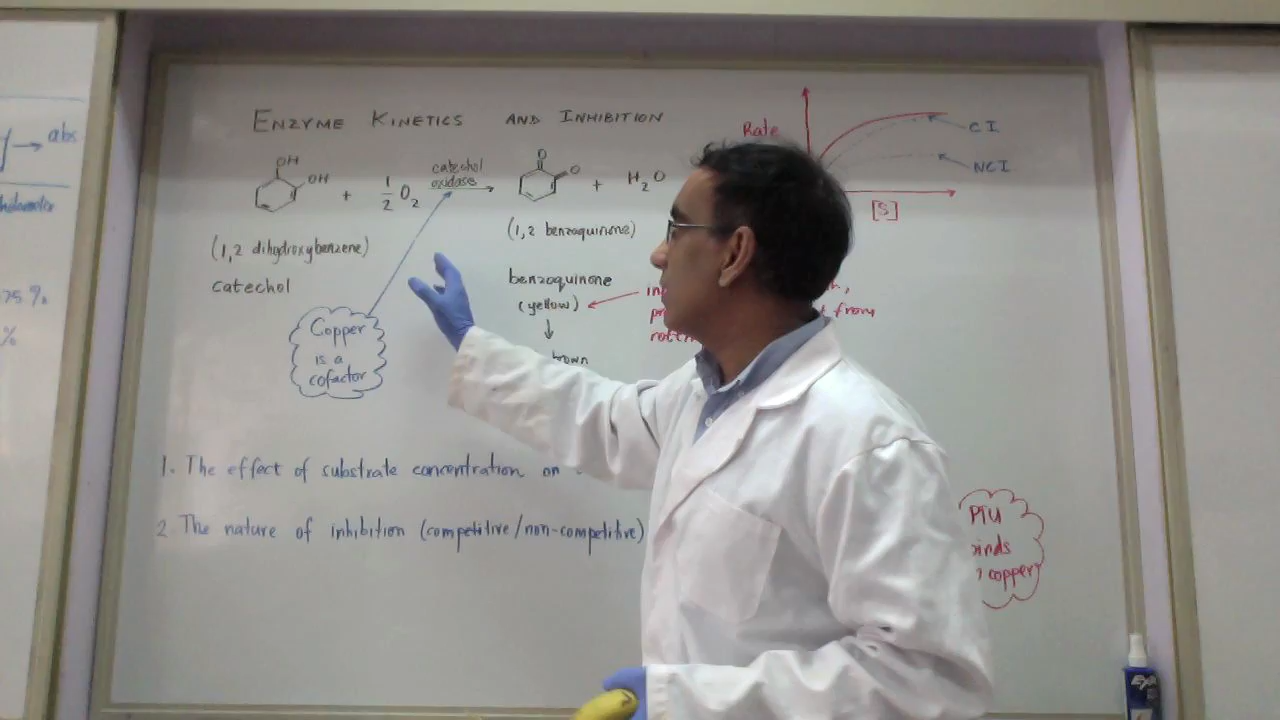 ENZYME KINETICS AND INHIBITION
OH
OH
+ 1/2 O2
catechol
oxidase
O
O
+ H2O
(1,2 dihydroxybenzene)
catechol
(1,2 benzoquinone)
benzoquinone
(yellow)
brown
Copper
is a
cofactor
from
Rate
[S]
CI
NCI
1. The effect of substrate concentration on
2 The nature of inhibition (competitive/non-competitive)
PTU
copper
abs
75%
%